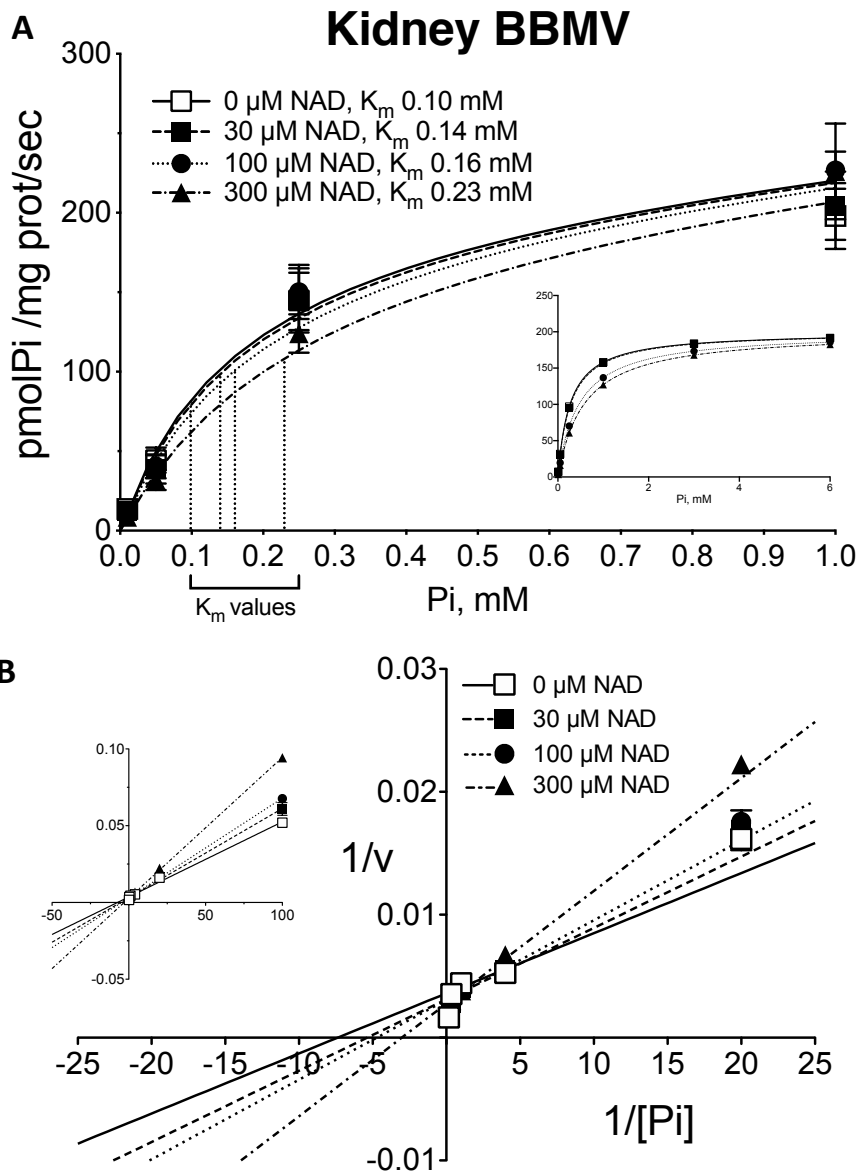 A
Kidney BBMV
300
200
100
0
pmolPi /mg prot/sec
0 µM NAD, Km 0.10 mM
30 µM NAD, Km 0.14 mM
100 µM NAD, Km 0.16 mM
300 µM NAD, Km 0.23 mM
250
200
150
100
50
0
0 2 4 6
Pi, mM
0.0 0.1 0.2 0.3 0.4 0.5 0.6 0.7 0.8 0.9 1.0
Km values
Pi, mM
B
0.03
0.02
0.01
-0.01
1/v
0 µM NAD
30 µM NAD
100 µM NAD
300 µM NAD
0.10
0.05
-0.05
-50 50 100
-25 -20 -15 -10 -5 5 10 15 20 25
1/[Pi]